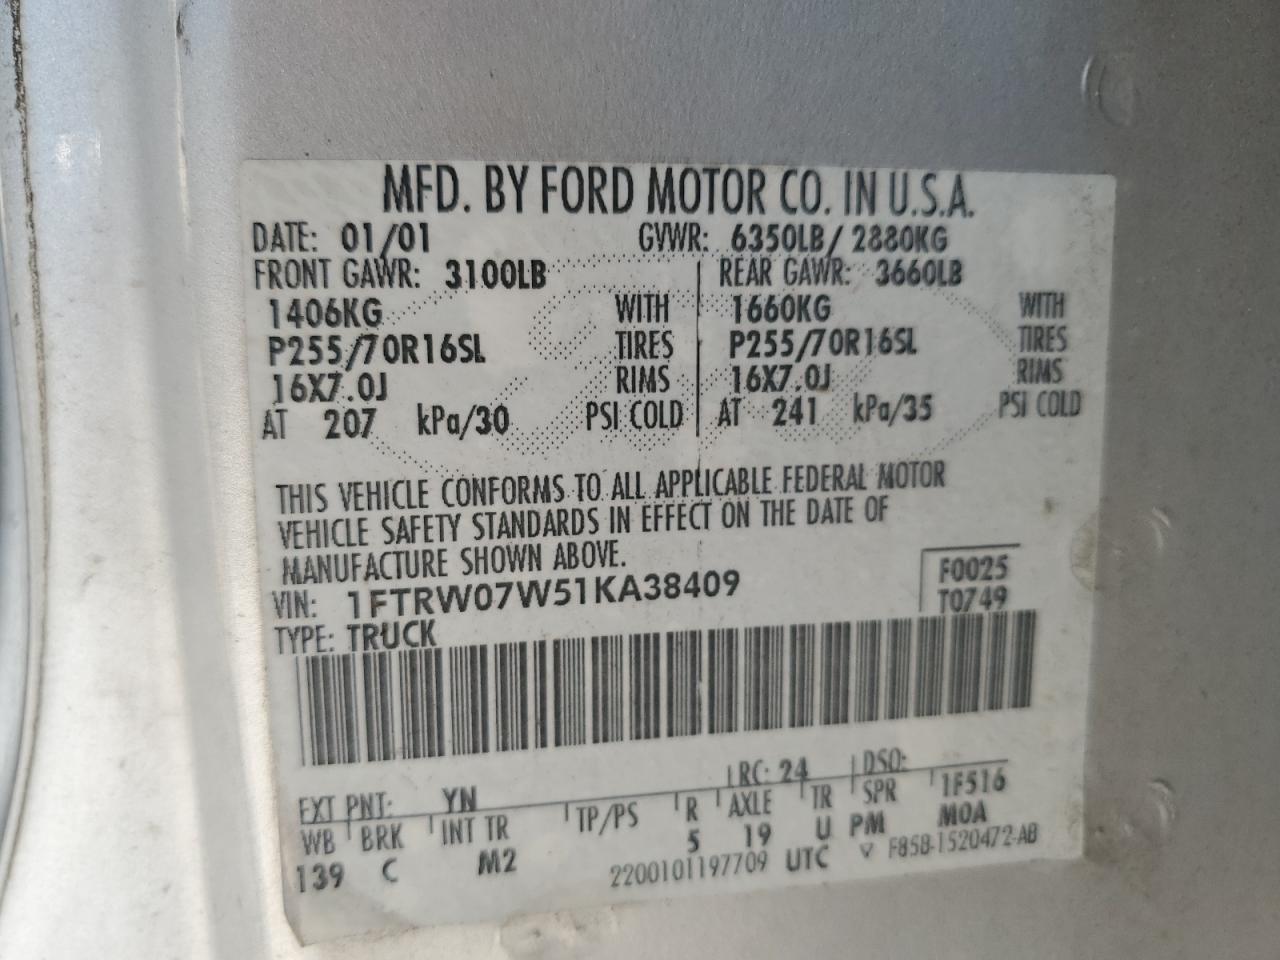 MFD. BY FORD MOTOR CO. IN U.S.A.
DATE: 01/01 GVWR: 6350LB/ 2880KG
FRONT GAWR: 3100LB REAR GAWR: 3660LB
1406KG WITH 1660KG WITH
P255/70R16SL TIRES P255/70R16SL TIRES
16X7.0J RIMS 16X7.0J RIMS
AT 207 kPa/30 PSI COLD AT 241 kPa/35 PSI COLD
THIS VEHICLE CONFORMS TO ALL APPLICABLE FEDERAL MOTOR
VEHICLE SAFETY STANDARDS IN EFFECT ON THE DATE OF
MANUFACTURE SHOWN ABOVE.
VIN: 1FTRW07W51KA38409 F0025
TYPE: TRUCK T0749
EXT PNT: YN RC: 24 DSO:
WB BRK INT TR TP/PS R AXLE TR SPR 1F516
139 C M2 5 19 U PM M0A
2200101197709 UTC F85B-1520472-AB